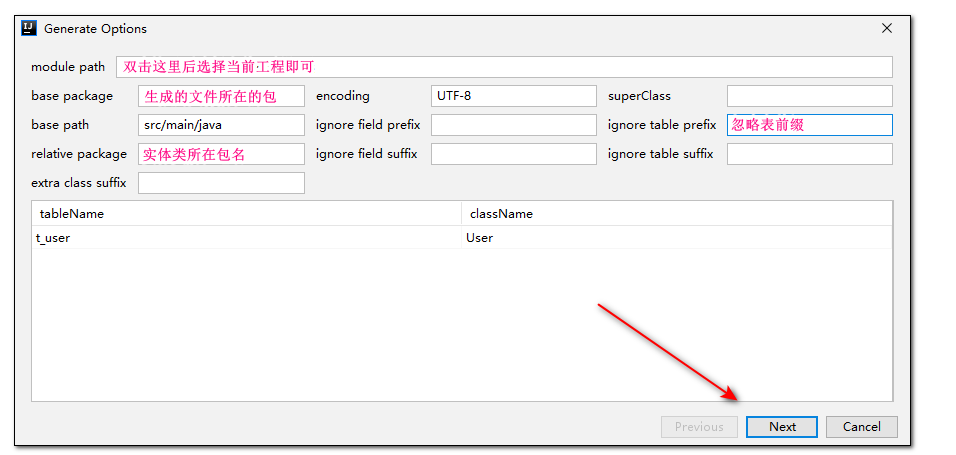 IJ Generate Options
module path 双击这里后选择当前工程即可
base package 生成的文件所在的包 encoding UTF-8 superClass
base path src/main/java ignore field prefix ignore table prefix 忽略表前缀
relative package 实体类所在包名 ignore field suffix ignore table suffix
extra class suffix
tableName className
t_user User
Previous Next Cancel